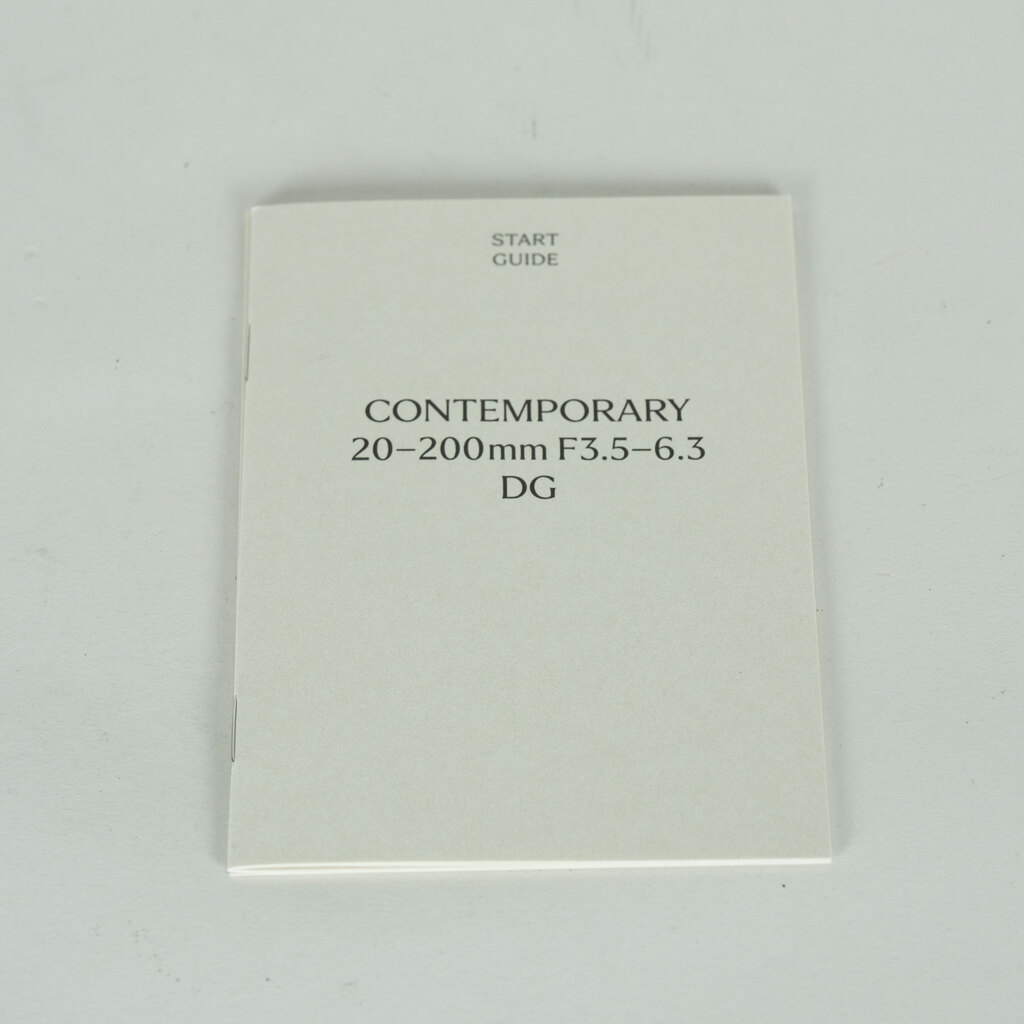 START
GUIDE
CONTEMPORARY
20–200mm F3.5–6.3
DG